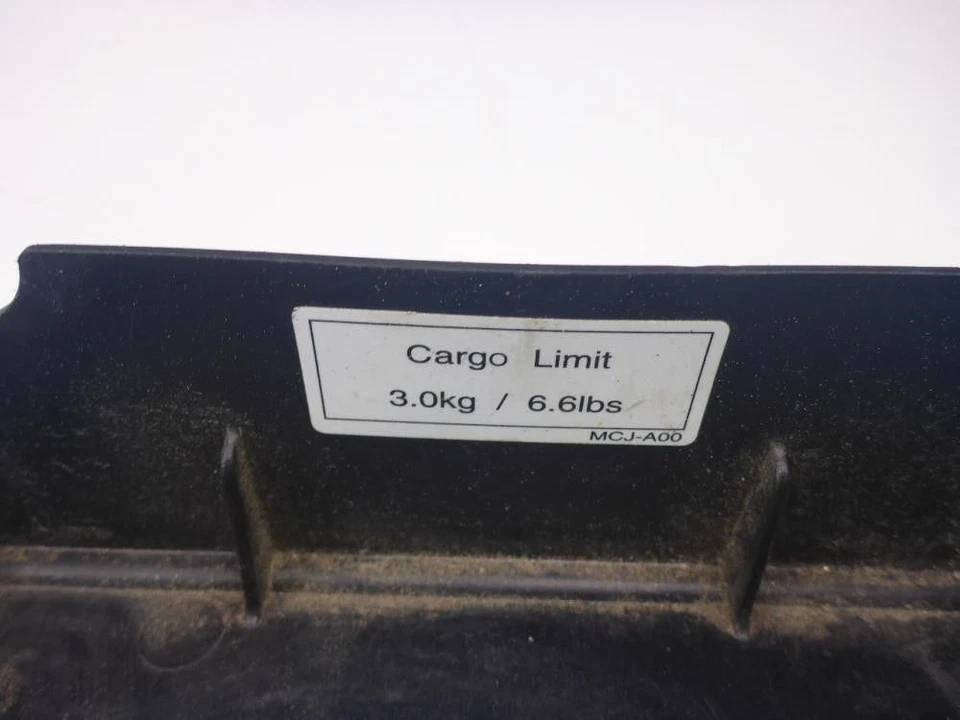 Cargo Limit
3.0kg / 6.6lbs
MCJ-A00